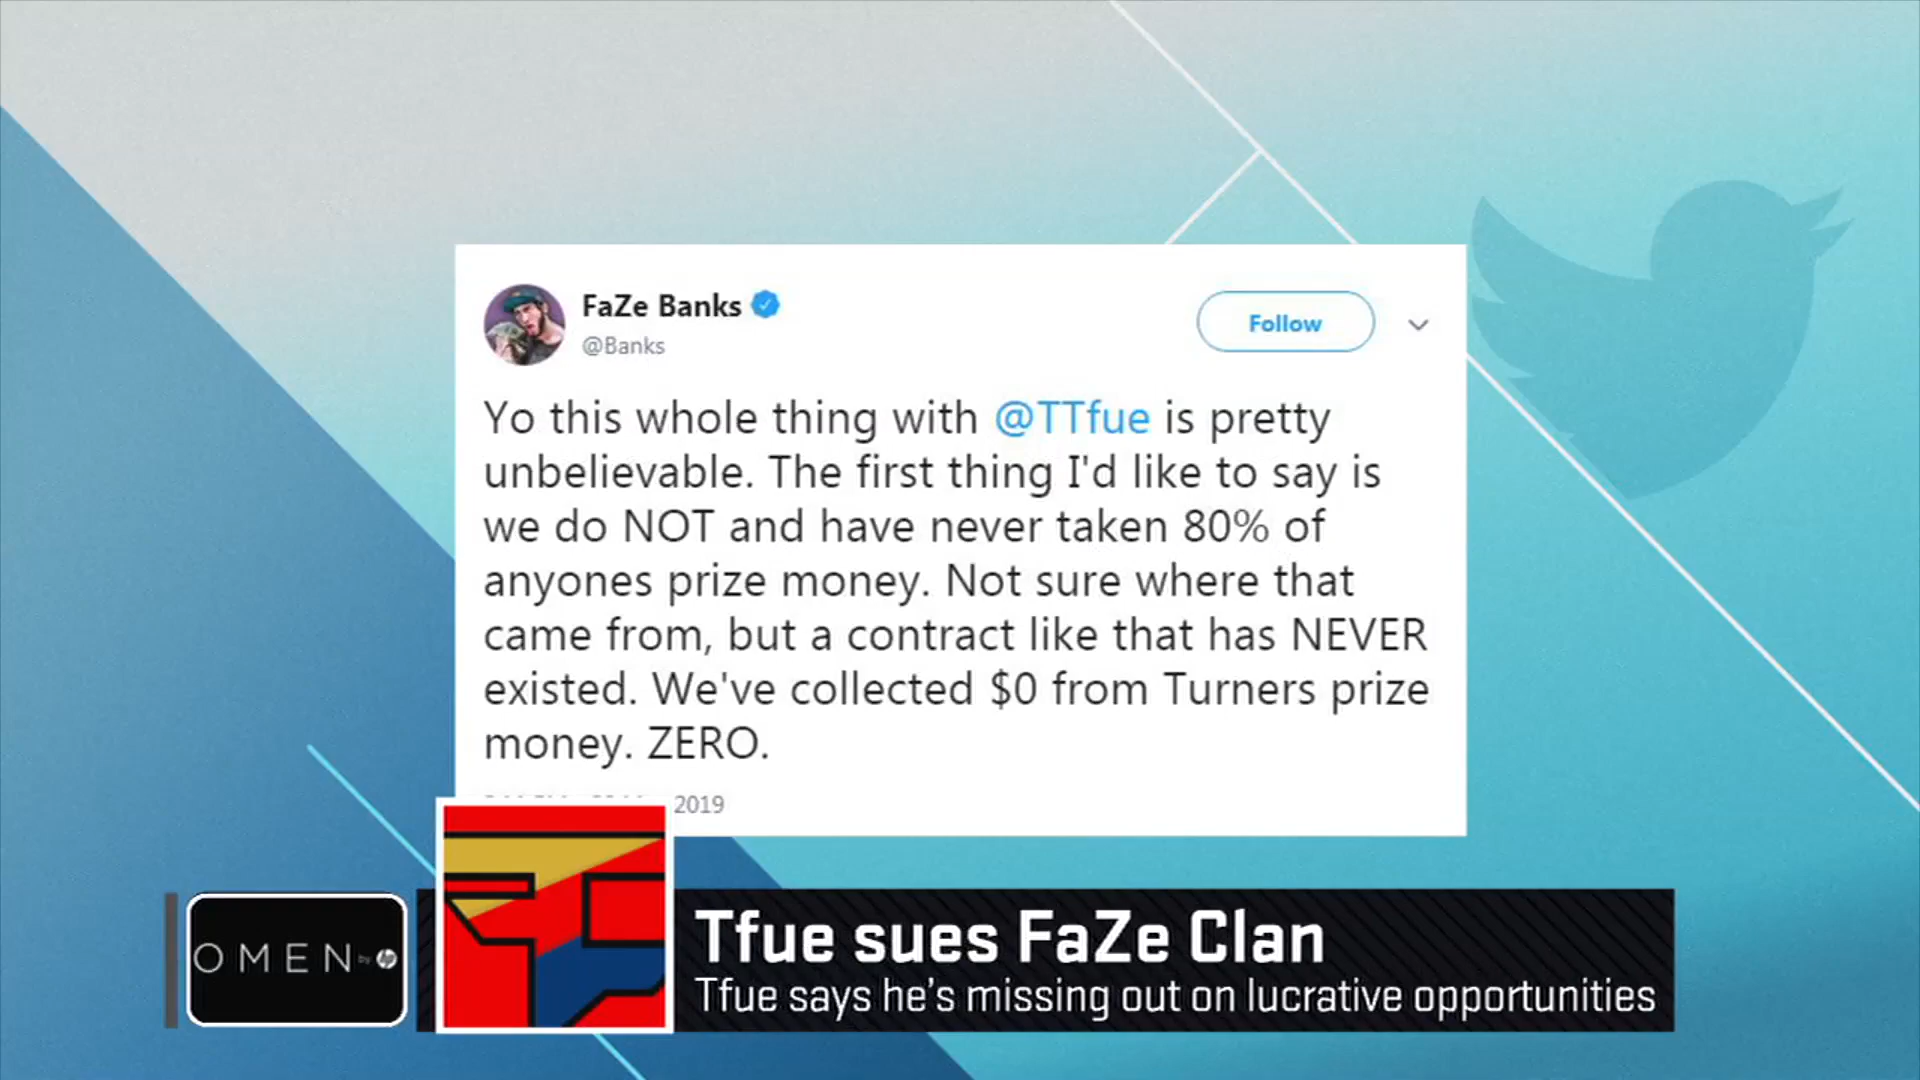 FaZe Banks
@Banks
Follow
Yo this whole thing with @TTfue is pretty
unbelievable. The first thing I'd like to say is
we do NOT and have never taken 80% of
anyones prize money. Not sure where that
came from, but a contract like that has NEVER
existed. We've collected $0 from Turners prize
money. ZERO.
2019
OMEN by hp
Tfue sues FaZe Clan
Tfue says he's missing out on lucrative opportunities